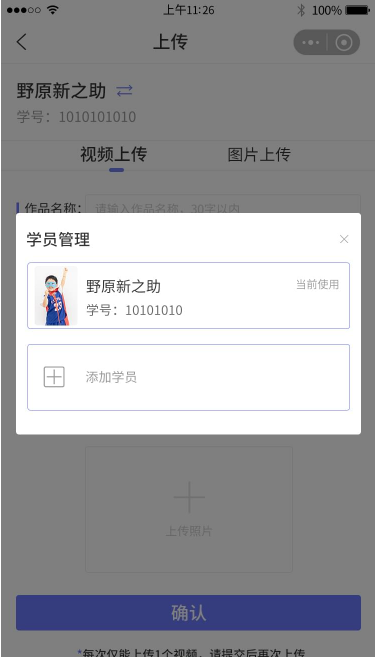 上午11:26
100%
上传
野原新之助
学号：1010101010
视频上传 图片上传
作品名称：
请输入作品名称，30字以内
学员管理
野原新之助
当前使用
学号：10101010
添加学员
上传照片
确认
*每次仅能上传1个视频，请提交后再次上传